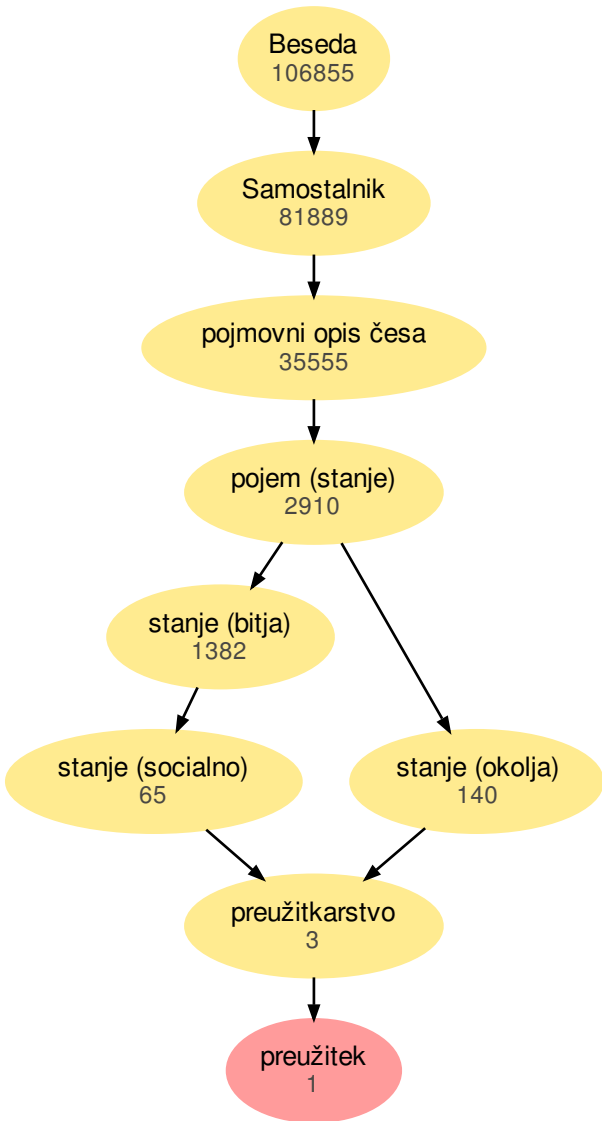 Beseda
106855
Samostalnik
81889
pojmovni opis česa
35555
pojem (stanje)
2910
stanje (bitja)
1382
stanje (socialno)
65
stanje (okolja)
140
preužitkarstvo
3
preužitek
1